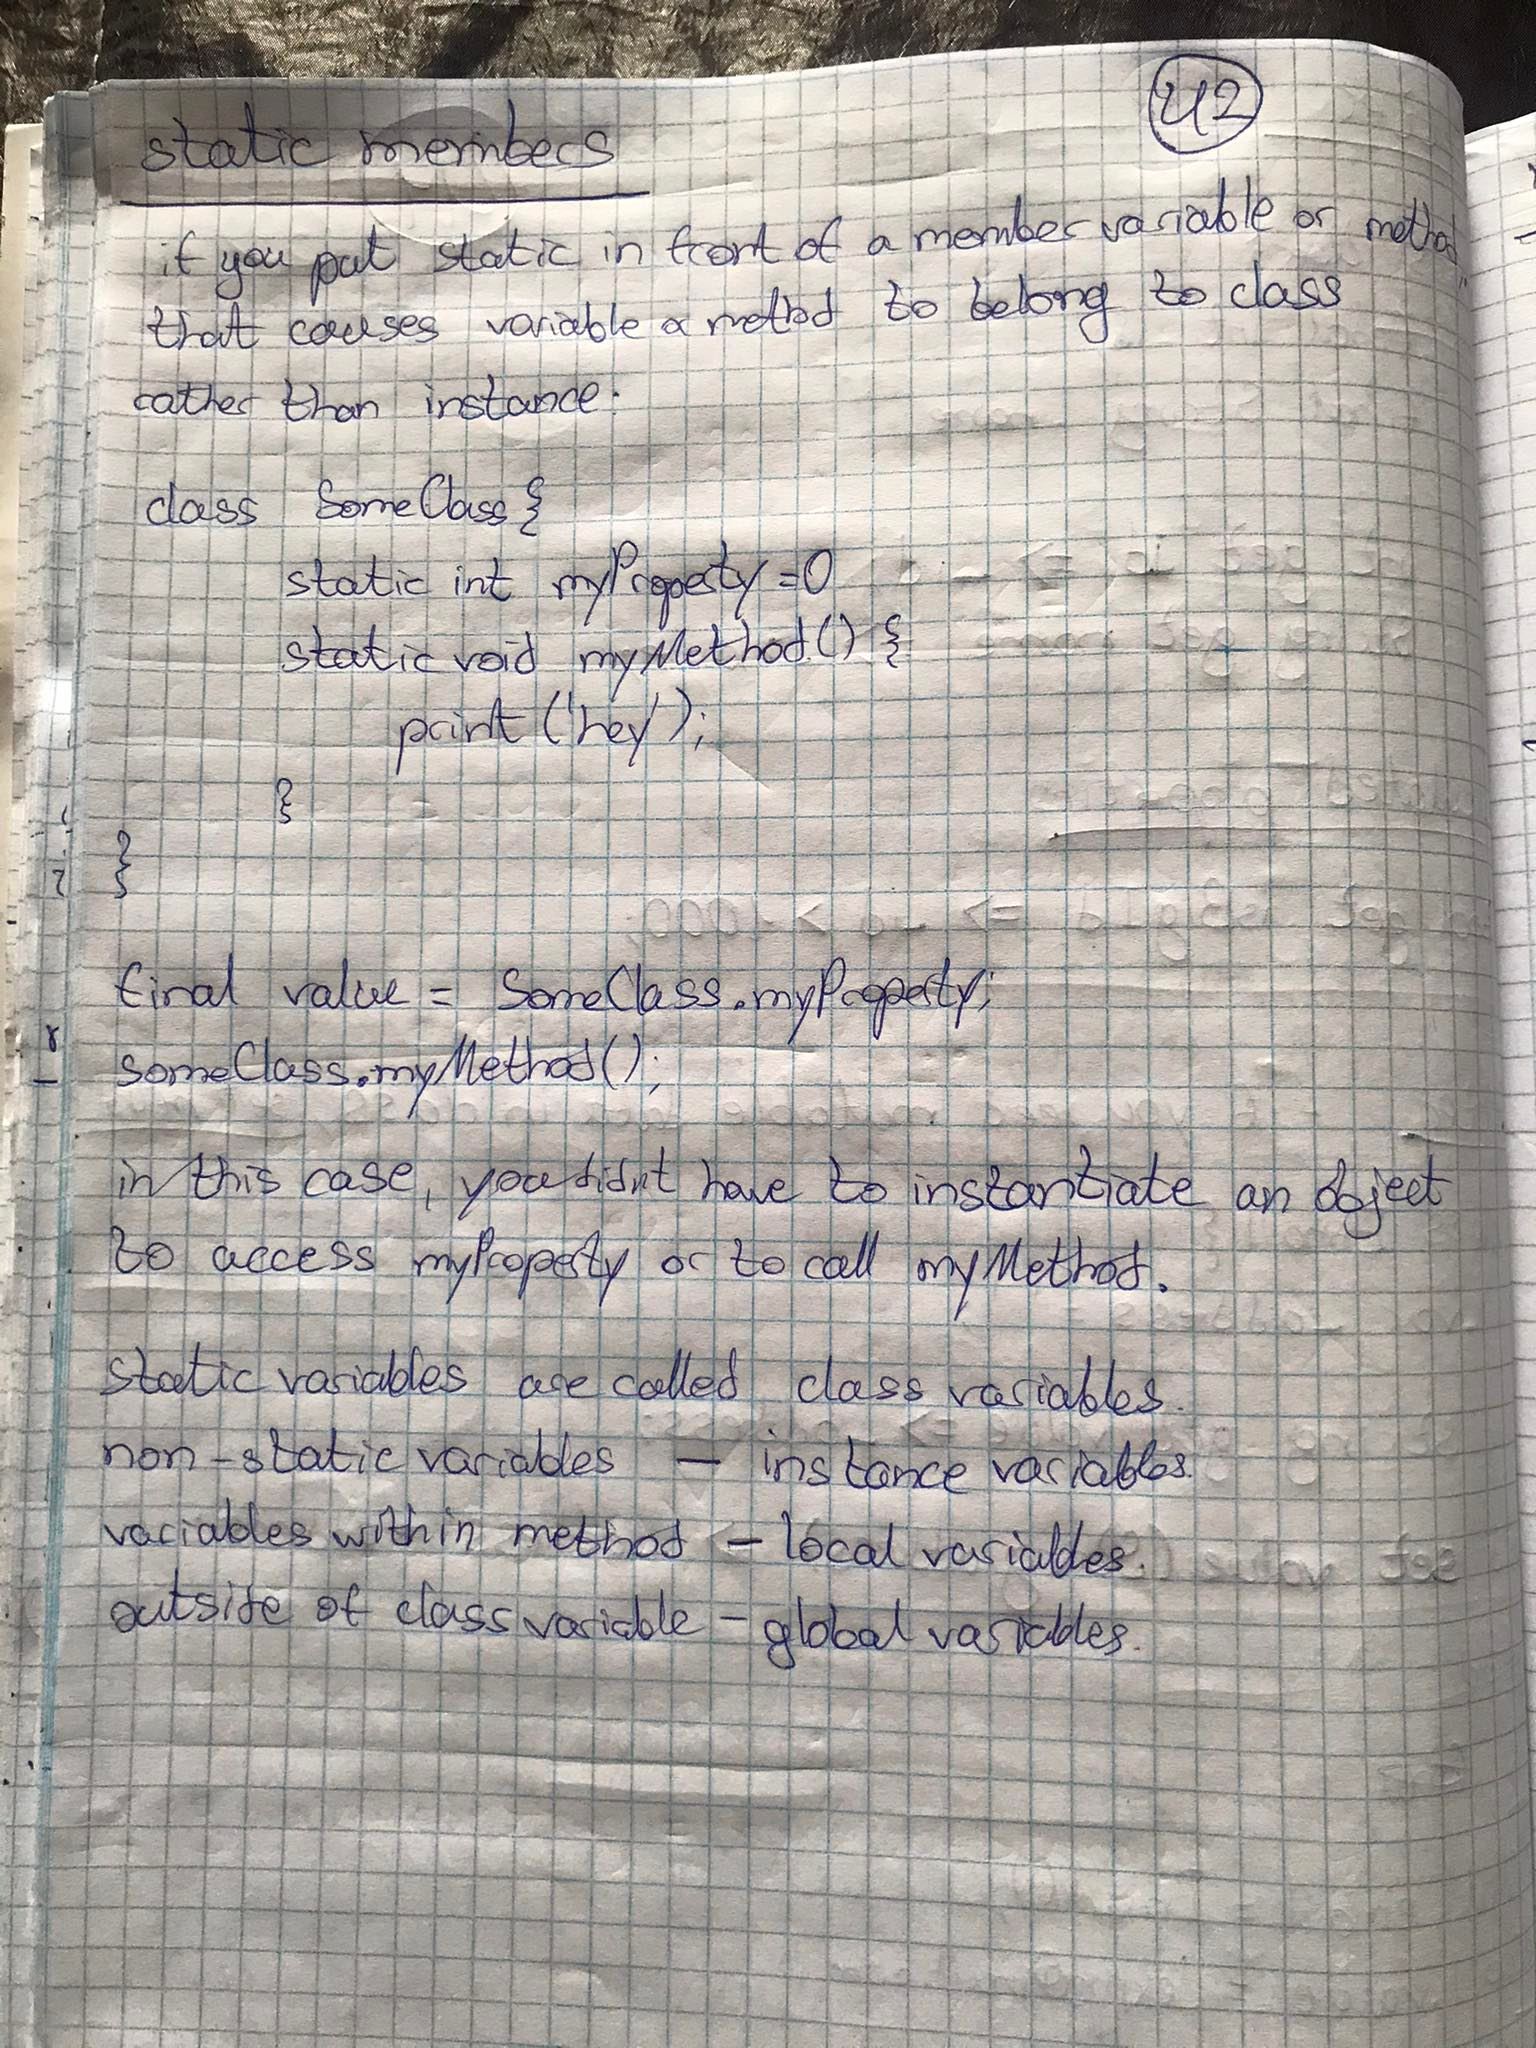 42
static members
if you put static in front of a member variable or method,
that causes variable a method to belong to class
rather than instance.
class SomeClass {
static int myProperty = 0
static void myMethod() {
print('hey');
}
}
final value = SomeClass.myProperty;
someClass.myMethod();
in this case, you didn't have to instantiate an object
to access myProperty or to call myMethod.
static variables are called class variables.
non-static variables — instance variables.
variables within method — local variables.
outside of class variable — global variables.